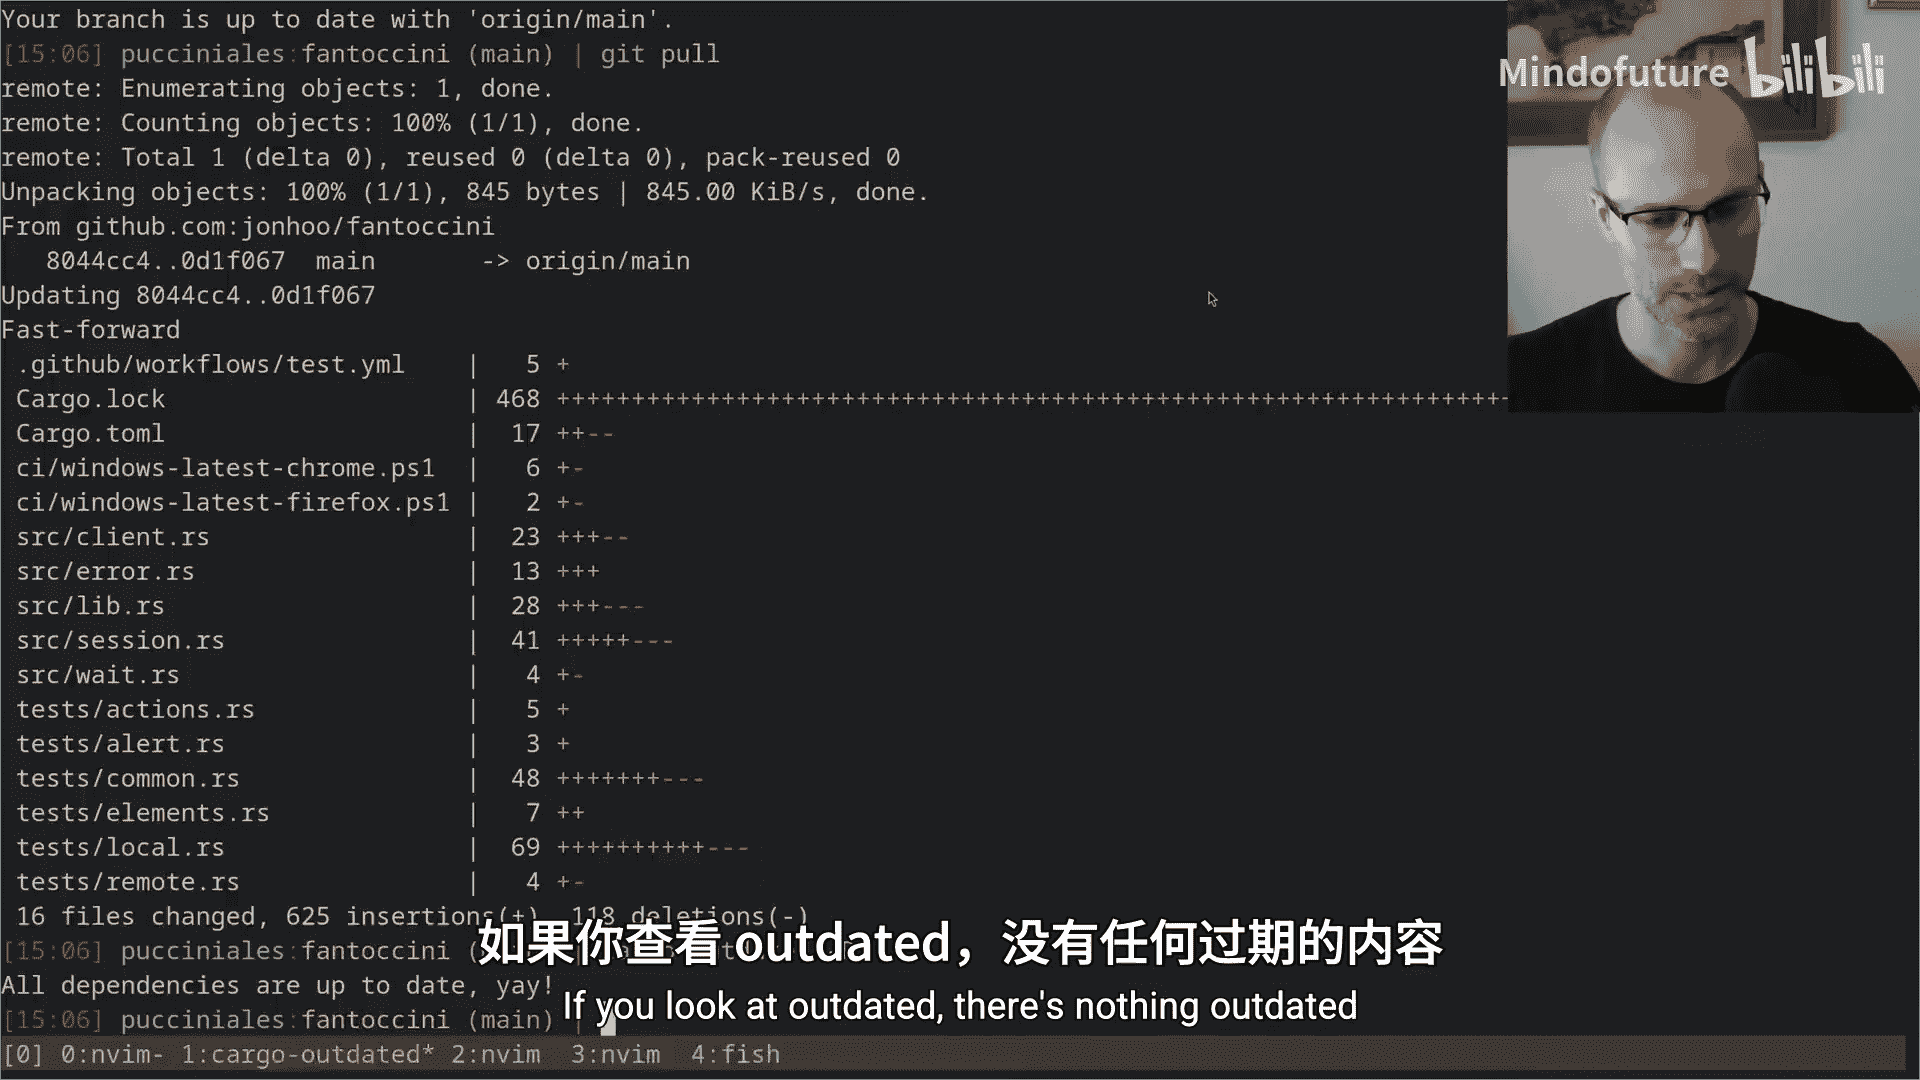 Your branch is up to date with 'origin/main'.
[15:06] pucciniales:fantoccini (main) | git pull
remote: Enumerating objects: 1, done.
remote: Counting objects: 100% (1/1), done.
remote: Total 1 (delta 0), reused 0 (delta 0), pack-reused 0
Unpacking objects: 100% (1/1), 845 bytes | 845.00 KiB/s, done.
From github.com:jonhoo/fantoccini
   8044cc4..0d1f067  main       -> origin/main
Updating 8044cc4..0d1f067
Fast-forward
 .github/workflows/test.yml    |   5 +
 Cargo.lock                    | 468 +++++++++++++++++++++++++++++++++++++++++++++++++++++++++++++++
 Cargo.toml                    |  17 ++--
 ci/windows-latest-chrome.ps1  |   6 +-
 ci/windows-latest-firefox.ps1 |   2 +-
 src/client.rs                 |  23 +++--
 src/error.rs                  |  13 +++
 src/lib.rs                    |  28 +++---
 src/session.rs                |  41 +++++---
 src/wait.rs                   |   4 +-
 tests/actions.rs              |   5 +
 tests/alert.rs                |   3 +
 tests/common.rs               |  48 +++++++---
 tests/elements.rs             |   7 ++
 tests/local.rs                |  69 ++++++++++---
 tests/remote.rs               |   4 +-
 16 files changed, 625 insertions(+), 118 deletions(-)
[15:06] pucciniales:fantoccini
All dependencies are up to date, yay!
[15:06] pucciniales:fantoccini (main) |
[0] 0:nvim- 1:cargo-outdated* 2:nvim  3:nvim  4:fish
Mindofuture bilibili
如果你查看 outdated，没有任何过期的内容
If you look at outdated, there's nothing outdated